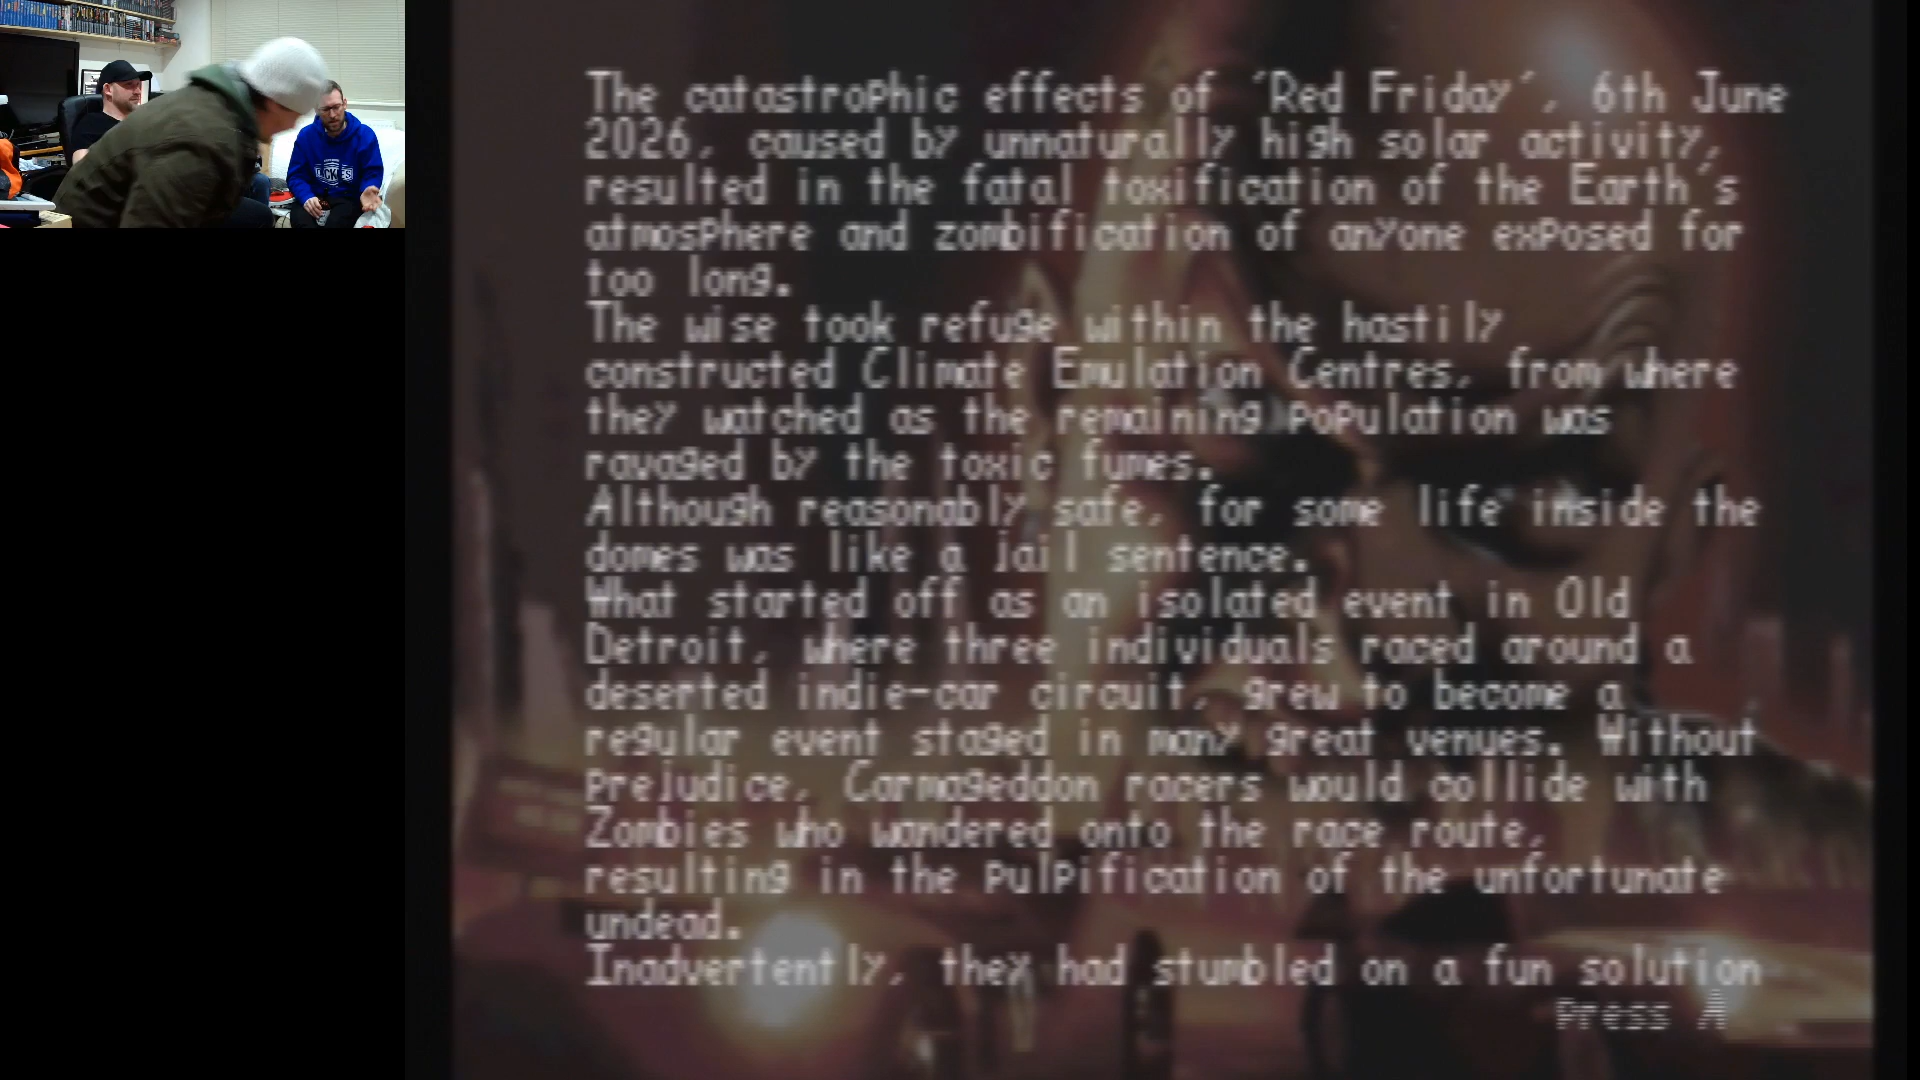 The catastrophic effects of 'Red Friday', 6th June
2026, caused by unnaturally high solar activity,
resulted in the fatal toxification of the Earth's
atmosphere and zombification of anyone exposed for
too long.
The wise took refuge within the hastily
constructed Climate Emulation Centres, from where
they watched as the remaining population was
ravaged by the toxic fumes.
Although reasonably safe, for some life inside the
domes was like a jail sentence.
What started off as an isolated event in Old
Detroit, where three individuals raced around a
deserted indie-car circuit, grew to become a
regular event staged in many great venues. Without
prejudice, Carmageddon racers would collide with
Zombies who wandered onto the race route,
resulting in the pulpification of the unfortunate
undead.
Inadvertently, they had stumbled on a fun solution
press A